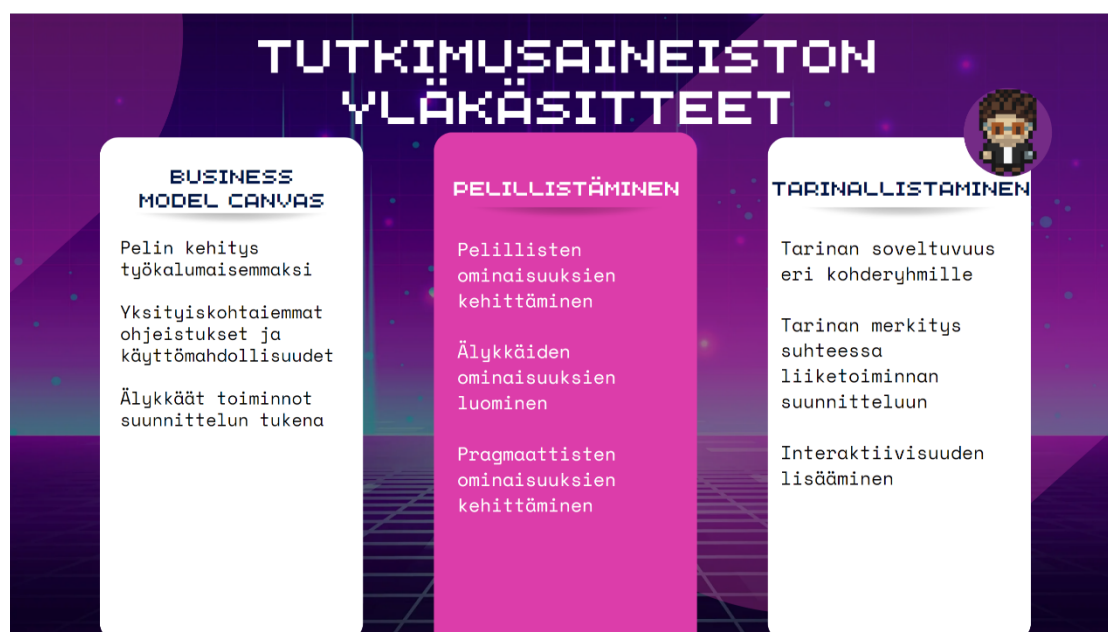 TUTKIMUSAINEISTON
YLÄKÄSITTEET
BUSINESS
MODEL CANVAS
Pelin kehitys
työkalumaisemmaksi
Yksityiskohtaiemmat
ohjeistukset ja
käyttömahdollisuudet
Älykkäät toiminnot
suunnittelun tukena
PELILLISTÄMINEN
Pelillisten
ominaisuuksien
kehittäminen
Älykkäiden
ominaisuuksien
luominen
Pragmaattisten
ominaisuuksien
kehittäminen
TARINALLISTAMINEN
Tarinan soveltuvuus
eri kohderyhmille
Tarinan merkitys
suhteessa
liiketoiminnan
suunnitteluun
Interaktiivisuuden
lisääminen